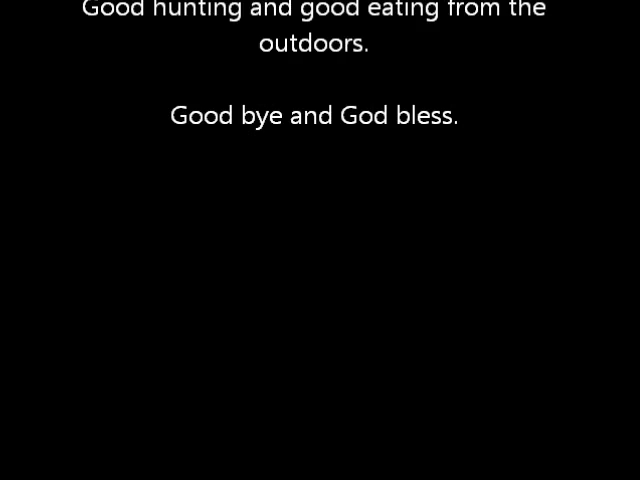 Good hunting and good eating from the
outdoors.
Good bye and God bless.